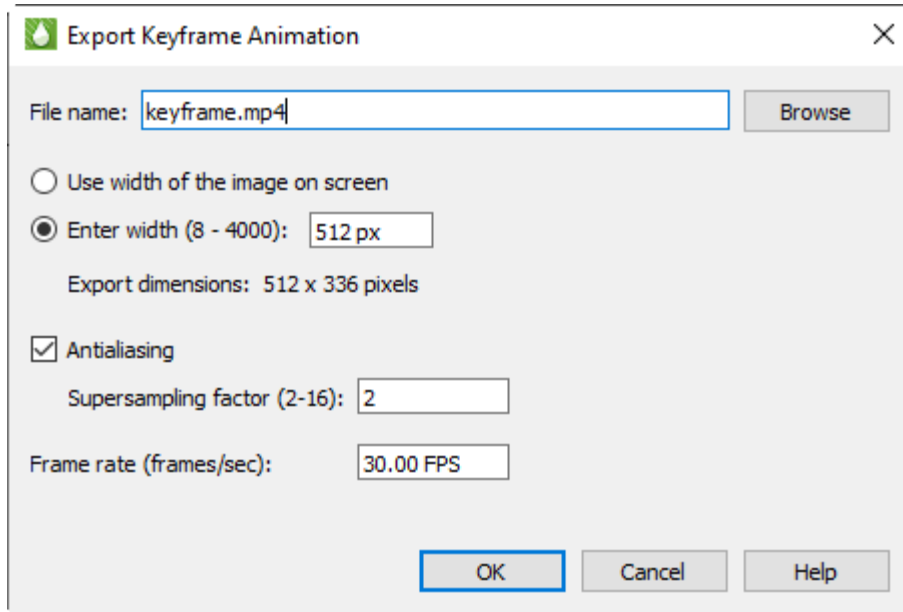 Export Keyframe Animation
File name: keyframe.mp4 Browse
Use width of the image on screen
Enter width (8 - 4000): 512 px
Export dimensions: 512 x 336 pixels
Antialiasing
Supersampling factor (2-16): 2
Frame rate (frames/sec): 30.00 FPS
OK Cancel Help